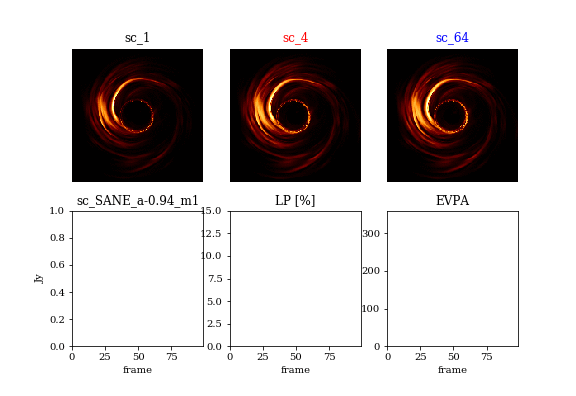 sc_1 sc_4 sc_64
sc_SANE_a-0.94_m1 LP [%] EVPA
1.0 15.0
12.5 300
0.8 10.0
0.6 7.5 200
Jy
0.4 5.0 100
0.2 2.5
0.0 0.0 0
0 25 50 75 0 25 50 75 0 25 50 75
frame frame frame